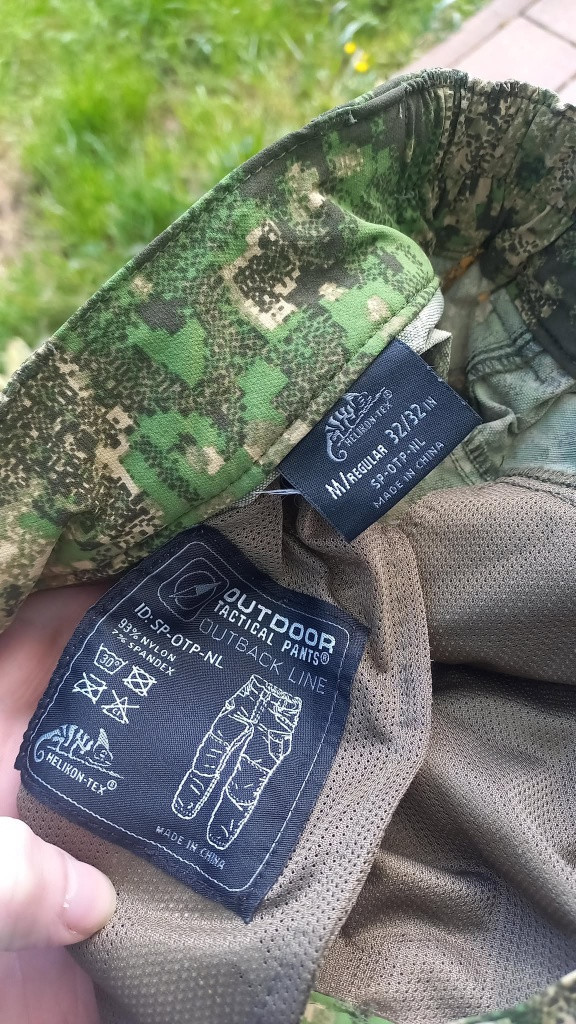 HELIKON-TEX®
M/REGULAR 32/32 IN
SP-OTP-NL
MADE IN CHINA
OUTDOOR
TACTICAL PANTS®
OUTBACK LINE
ID:SP-OTP-NL
93% NYLON
7% SPANDEX
30°
HELIKON-TEX®
MADE IN CHINA